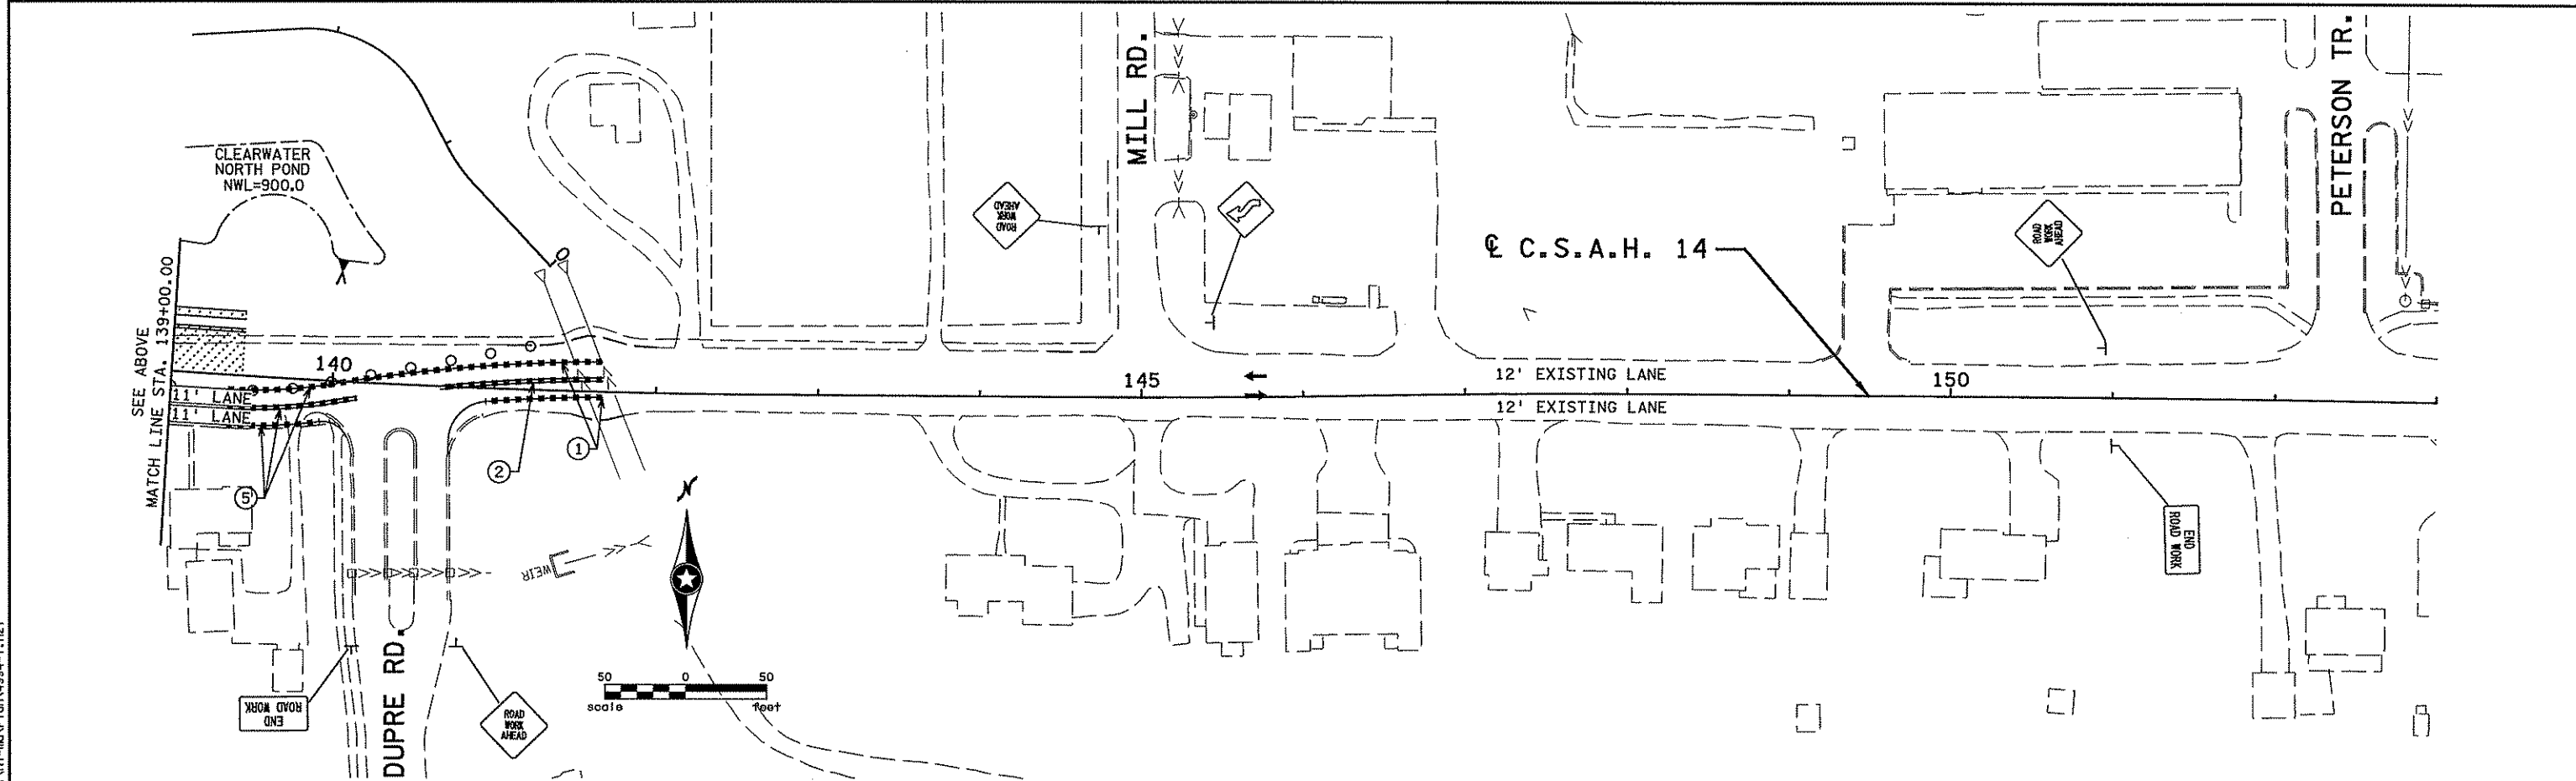 MILL RD.
PETERSON TR.
CLEARWATER
NORTH POND
NWL=900.0
ROAD
WORK
AHEAD
ROAD
WORK
AHEAD
℄ C.S.A.H. 14
SEE ABOVE
MATCH LINE STA. 139+00.00
140
145
150
12' EXISTING LANE
12' EXISTING LANE
11' LANE
11' LANE
1
2
5
N
WEIR
END
ROAD WORK
END
ROAD WORK
DUPRE RD.
ROAD
WORK
AHEAD
50 0 50
scale feet